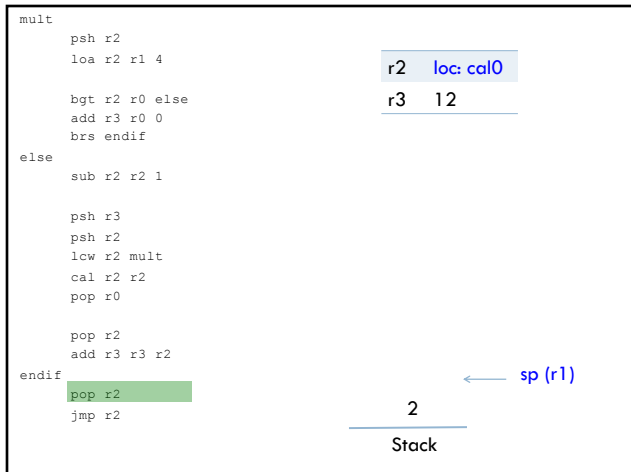 mult
psh r2
loa r2 r1 4
bgt r2 r0 else
add r3 r0 0
brs endif
else
sub r2 r2 1
psh r3
psh r2
lcw r2 mult
cal r2 r2
pop r0
pop r2
add r3 r3 r2
endif
pop r2
jmp r2
r2 loc: cal0
r3 12
sp (r1)
2
Stack